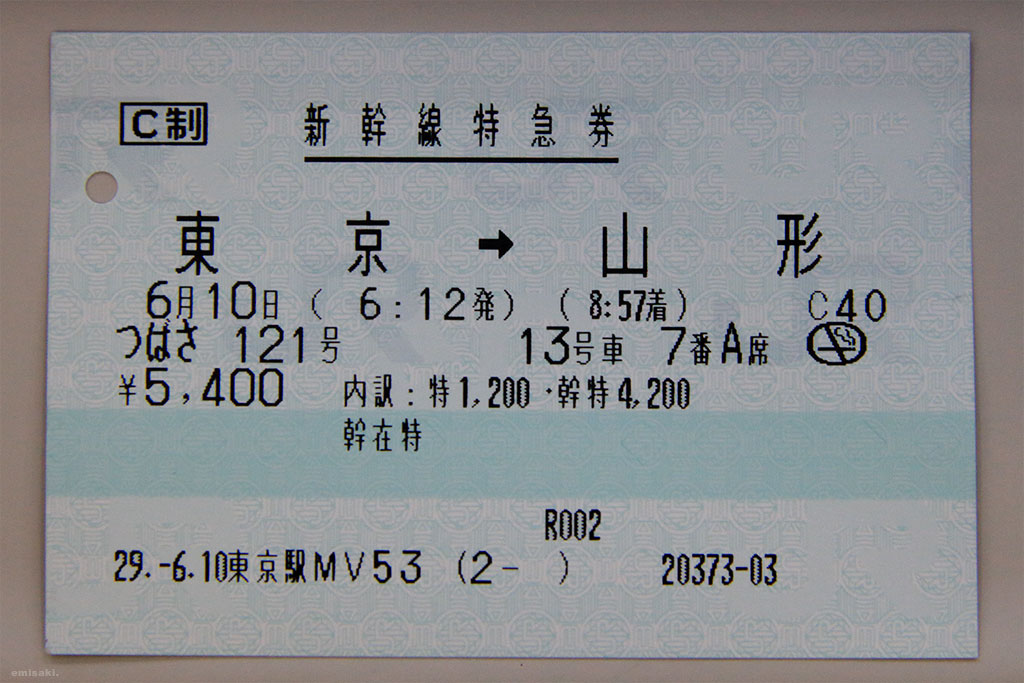 C制 新幹線特急券
東京→山形
6月10日( 6:12発) (8:57着) C40
つばさ 121号 13号車 7番A席
¥5,400 内訳:特1,200・幹特4,200
幹在特
R002
29.-6.10東京駅MV53 (2- ) 20373-03
emisaki.